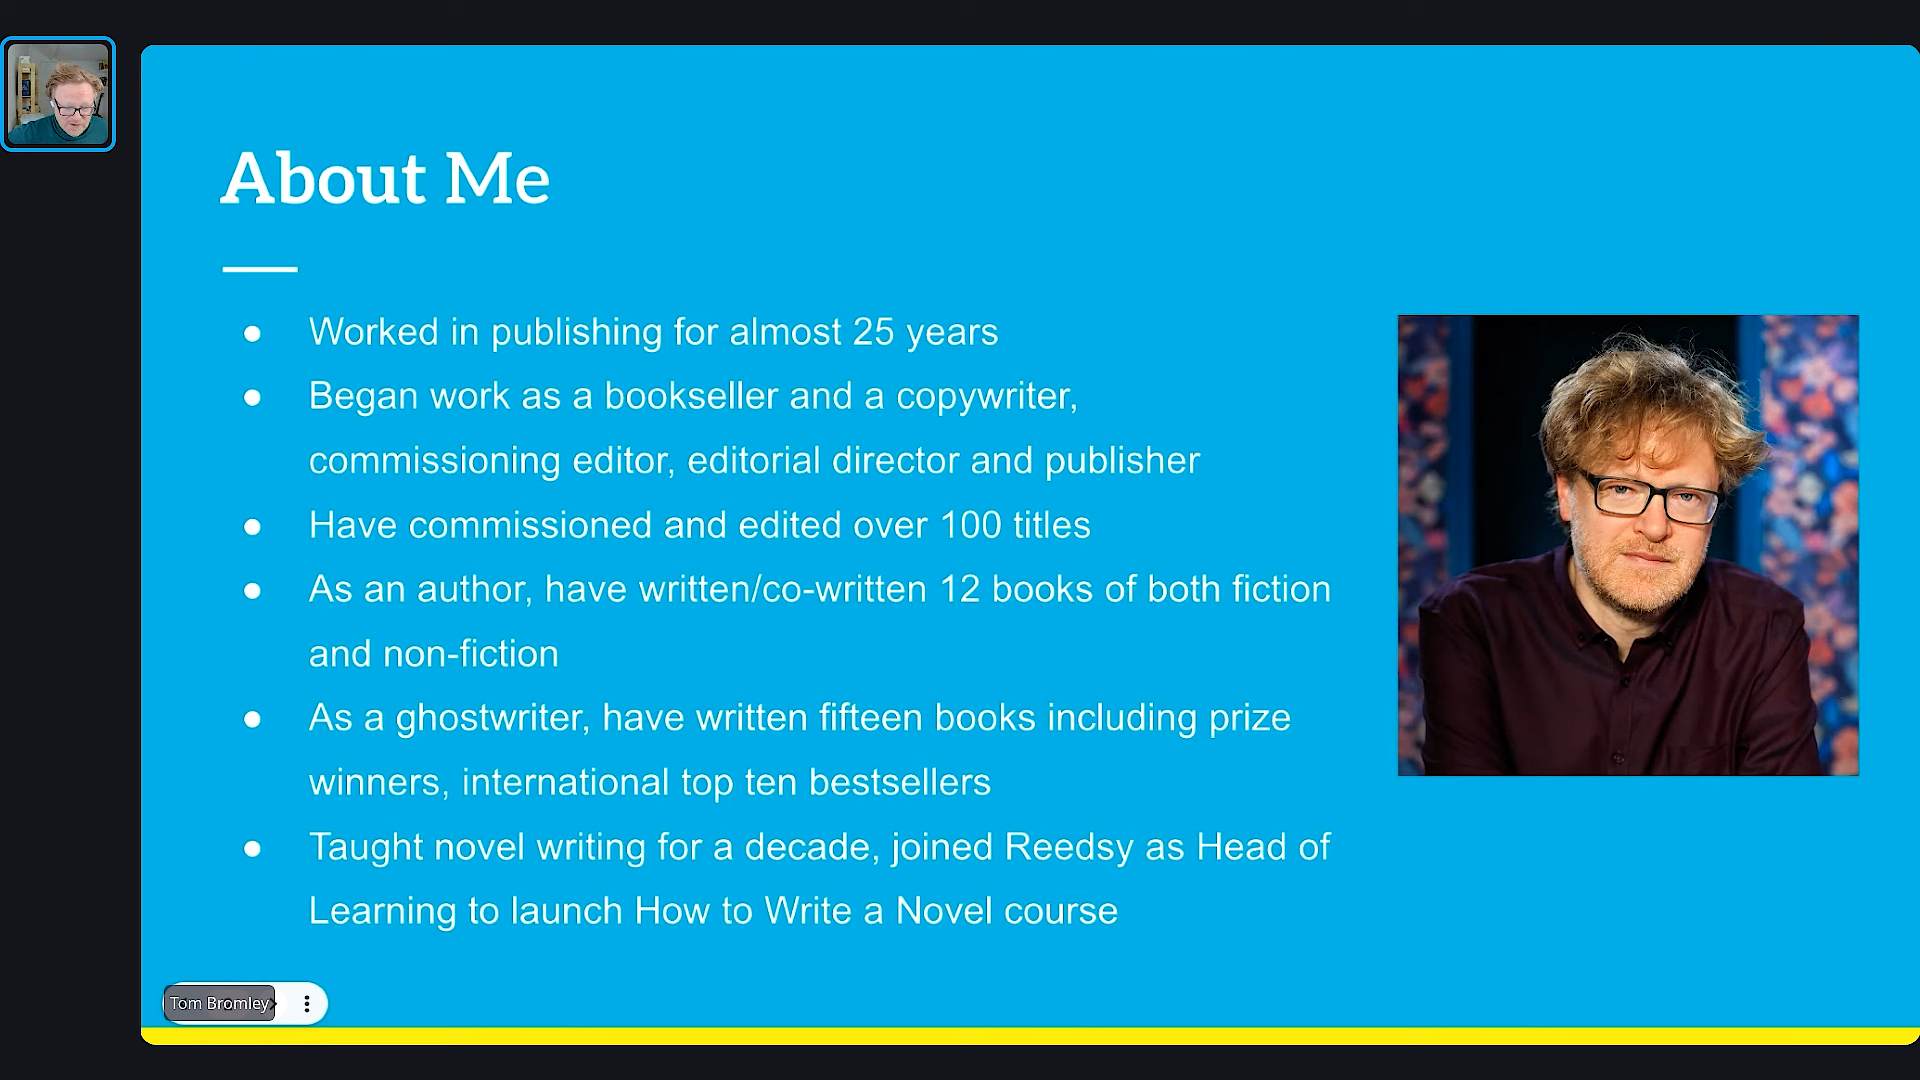 About Me
● Worked in publishing for almost 25 years
● Began work as a bookseller and a copywriter,
commissioning editor, editorial director and publisher
● Have commissioned and edited over 100 titles
● As an author, have written/co-written 12 books of both fiction
and non-fiction
● As a ghostwriter, have written fifteen books including prize
winners, international top ten bestsellers
● Taught novel writing for a decade, joined Reedsy as Head of
Learning to launch How to Write a Novel course
Tom Bromley